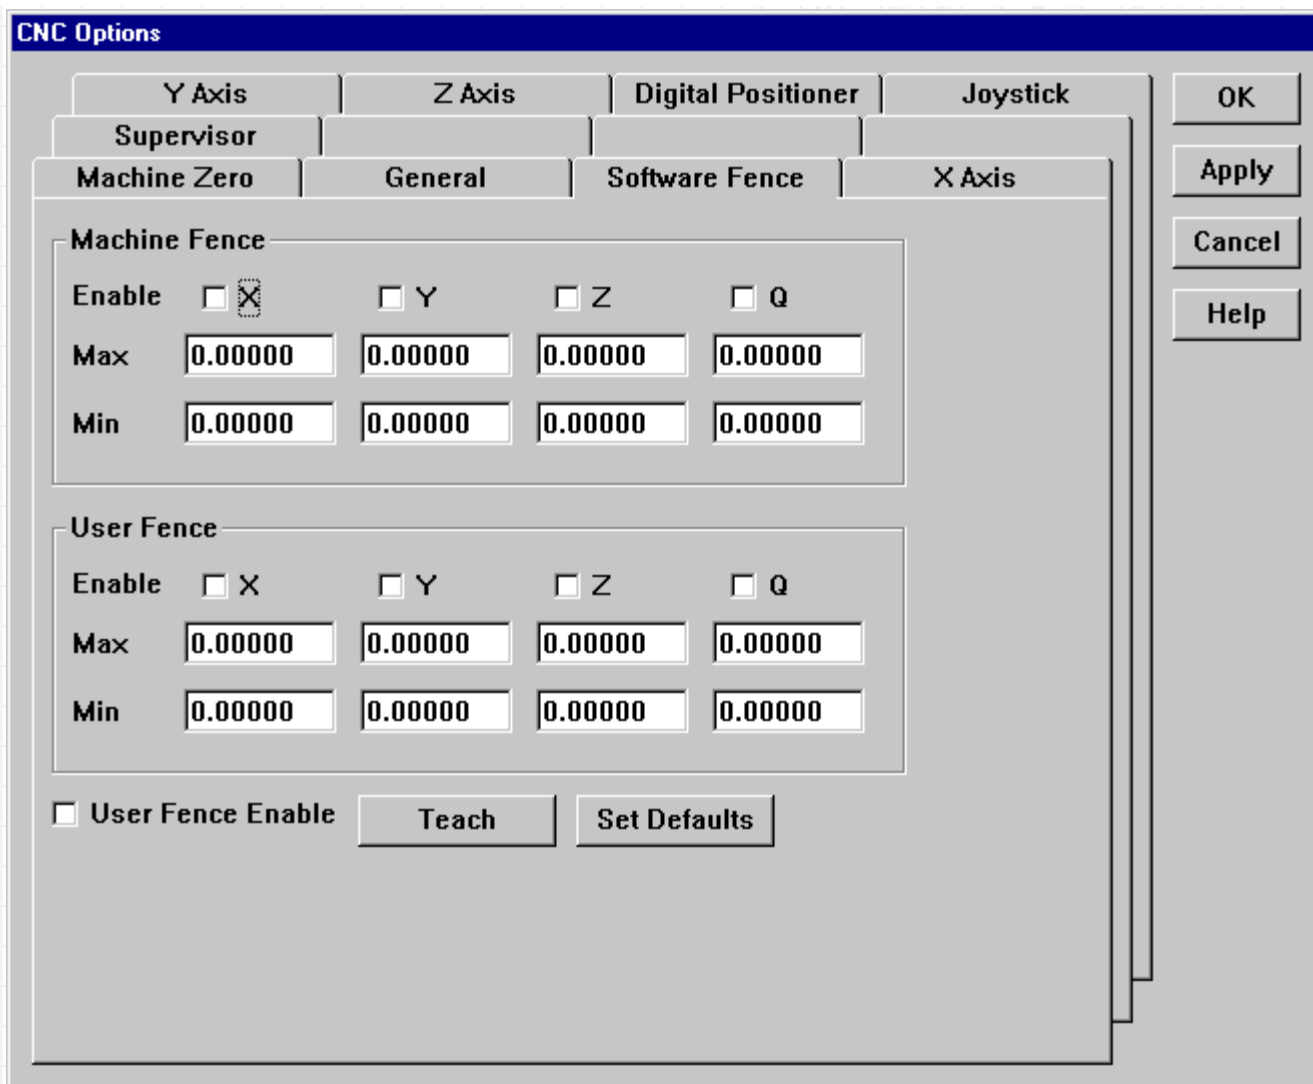 CNC Options
Y Axis Z Axis Digital Positioner Joystick OK
Supervisor
Machine Zero General Software Fence X Axis Apply
Machine Fence Cancel
Enable X Y Z Q Help
Max 0.00000 0.00000 0.00000 0.00000
Min 0.00000 0.00000 0.00000 0.00000
User Fence
Enable X Y Z Q
Max 0.00000 0.00000 0.00000 0.00000
Min 0.00000 0.00000 0.00000 0.00000
User Fence Enable Teach Set Defaults